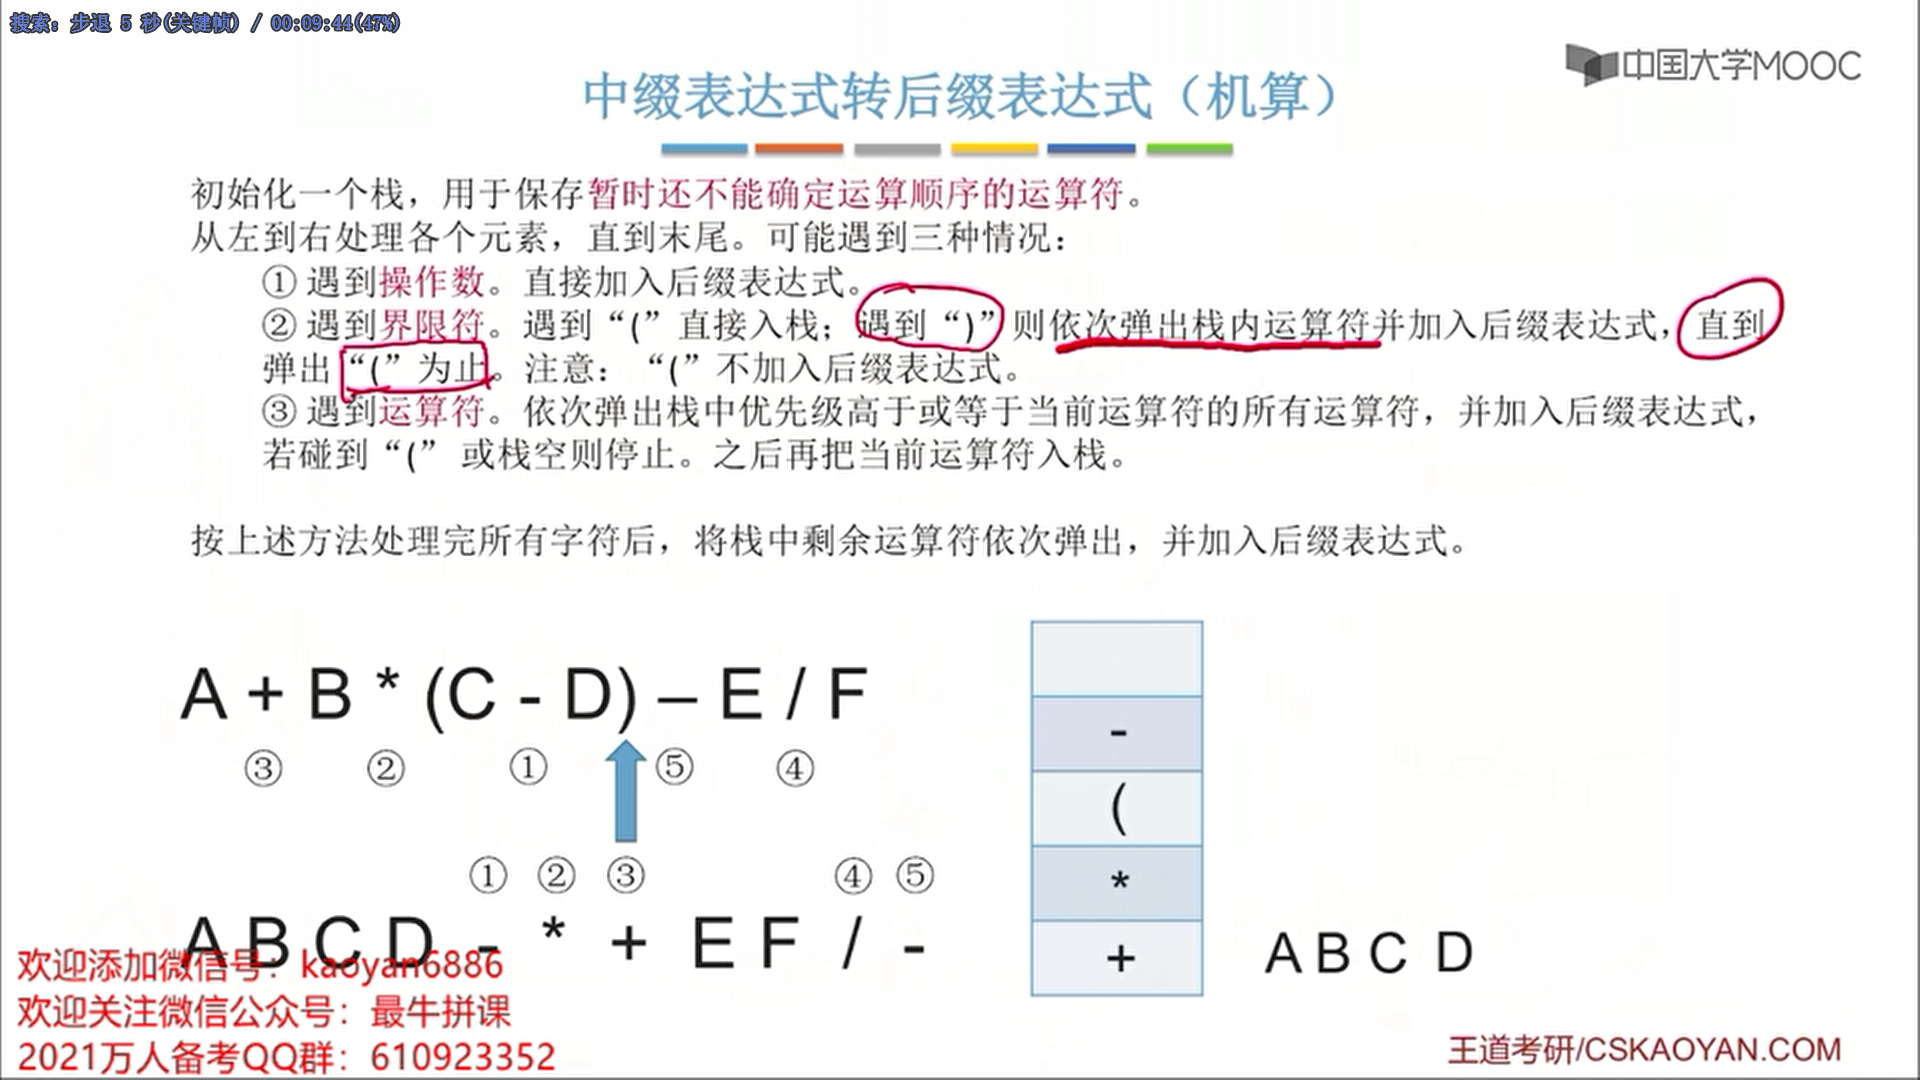 搜索: 步退 5 秒(关键帧) / 00:09:44(47%)
中国大学MOOC
中缀表达式转后缀表达式（机算）
初始化一个栈，用于保存暂时还不能确定运算顺序的运算符。
从左到右处理各个元素，直到末尾。可能遇到三种情况：
① 遇到操作数。直接加入后缀表达式。
② 遇到界限符。遇到“(”直接入栈；遇到“)”则依次弹出栈内运算符并加入后缀表达式，直到
弹出“(”为止。注意：“(”不加入后缀表达式。
③ 遇到运算符。依次弹出栈中优先级高于或等于当前运算符的所有运算符，并加入后缀表达式，
若碰到“(” 或栈空则停止。之后再把当前运算符入栈。
按上述方法处理完所有字符后，将栈中剩余运算符依次弹出，并加入后缀表达式。
A + B * (C - D) – E / F
③ ② ① ⑤ ④
① ② ③ ④ ⑤
A B C D - * + E F / -
-
(
*
+
A B C D
欢迎添加微信号：kaoyan6886
欢迎关注微信公众号：最牛拼课
2021万人备考QQ群：610923352
王道考研/CSKAOYAN.COM